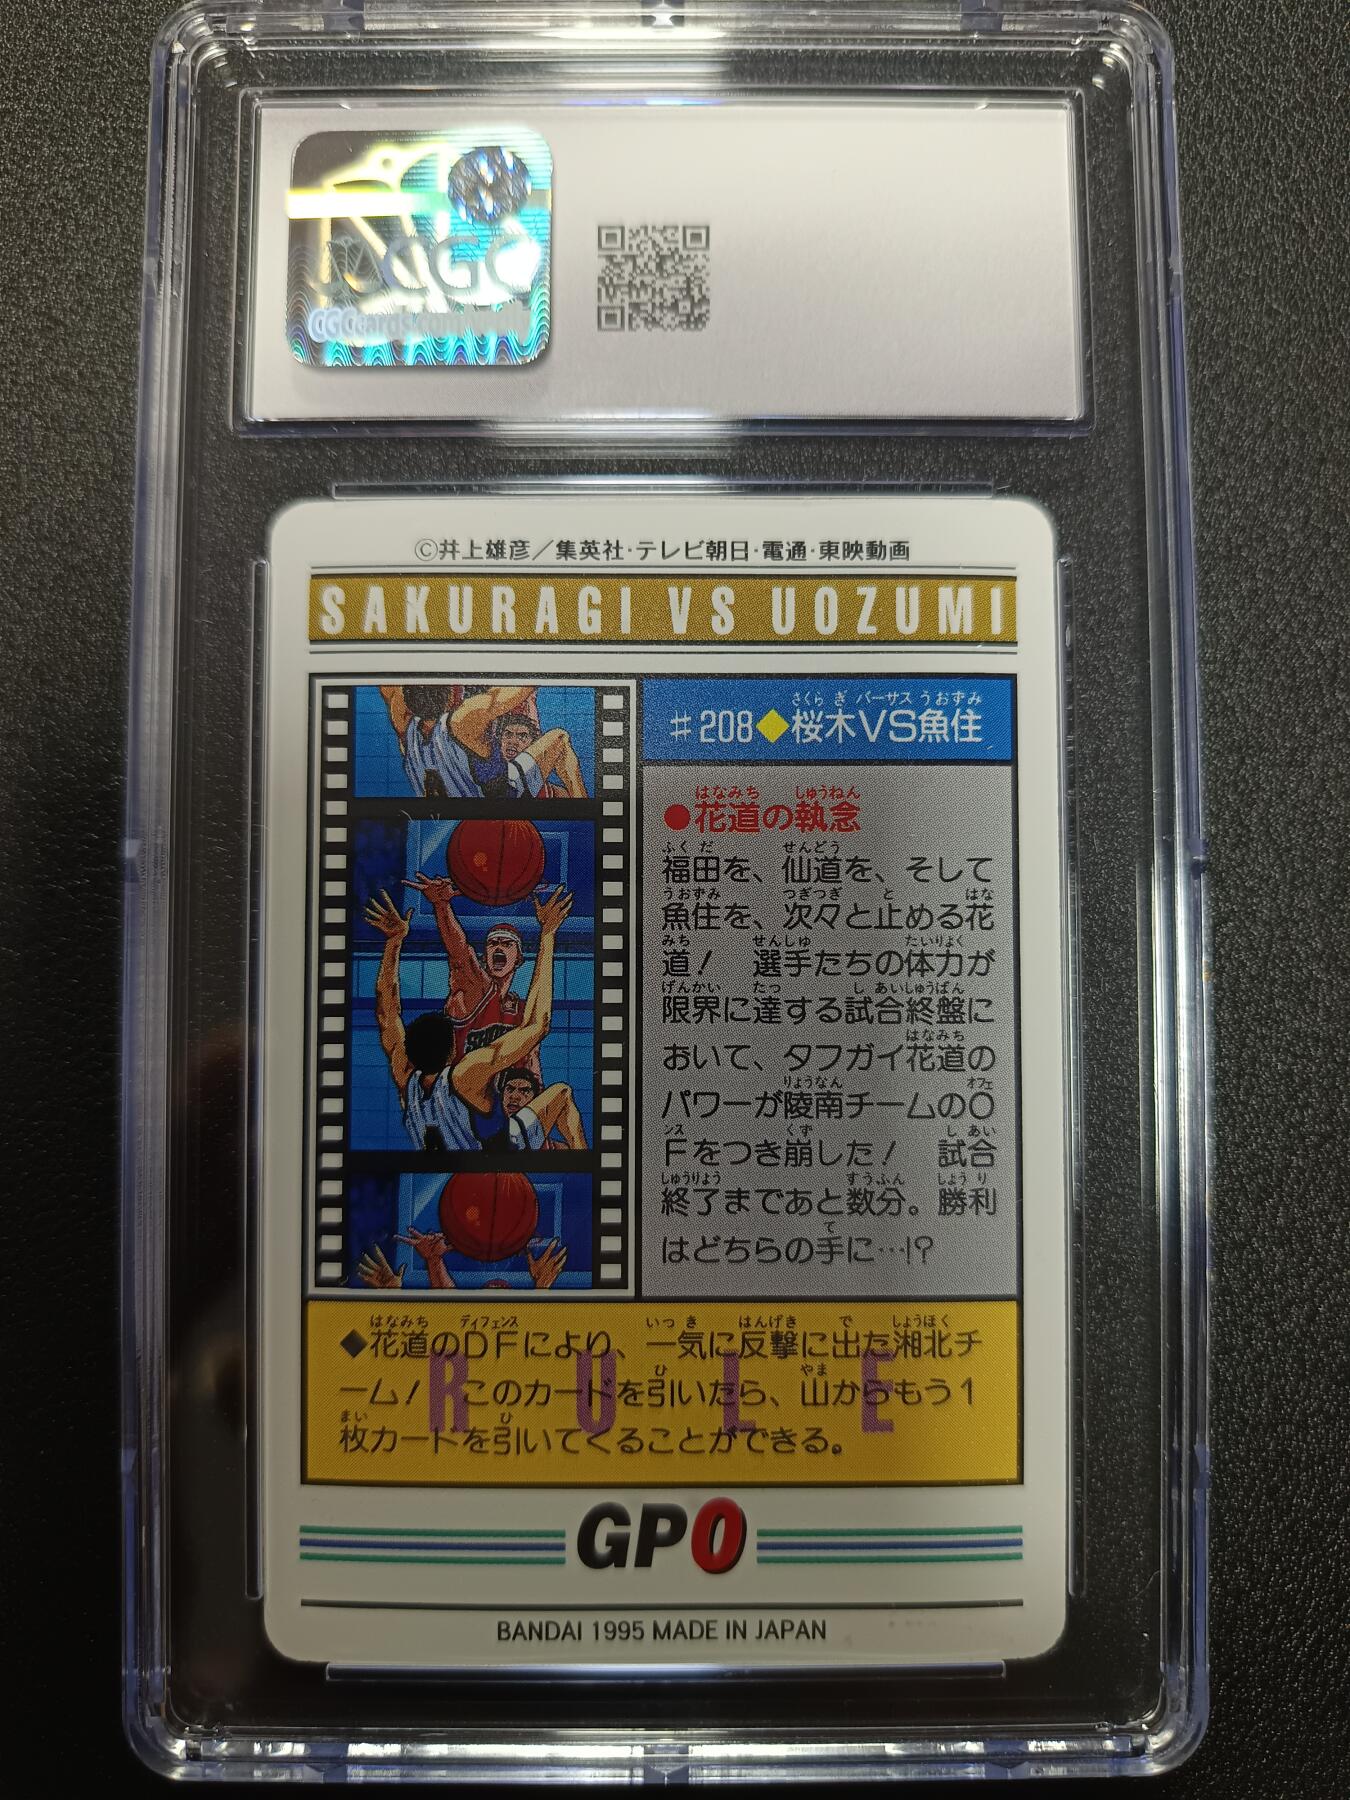 CGC
CGCcards.com
©井上雄彦／集英社・テレビ朝日・電通・東映動画
SAKURAGI VS UOZUMI
さくら ぎ バーサス うおずみ
♯208◆桜木VS魚住
はなみち しゅうねん
●花道の執念
ふく だ せんどう
福田を、仙道を、そして
うおずみ つぎつぎ と はな
魚住を、次々と止める花
みち せんしゅ たいりょく
道！ 選手たちの体力が
げんかい たっ し あいしゅうばん
限界に達する試合終盤に
はなみち
おいて、タフガイ花道の
りょうなん オフェ
パワーが陵南チームのO
ンス くず し あい
Fをつき崩した！ 試合
しゅうりょう すうふん しょう り
終了まであと数分。勝利
て
はどちらの手に…!?
はなみち ディフェンス いっ き はんげき で しょうほく
◆花道のDFにより、一気に反撃に出た湘北チ
ひ やま
ーム！ このカードを引いたら、山からもう1
まい ひ
枚カードを引いてくることができる。
RULE
GPO
BANDAI 1995 MADE IN JAPAN